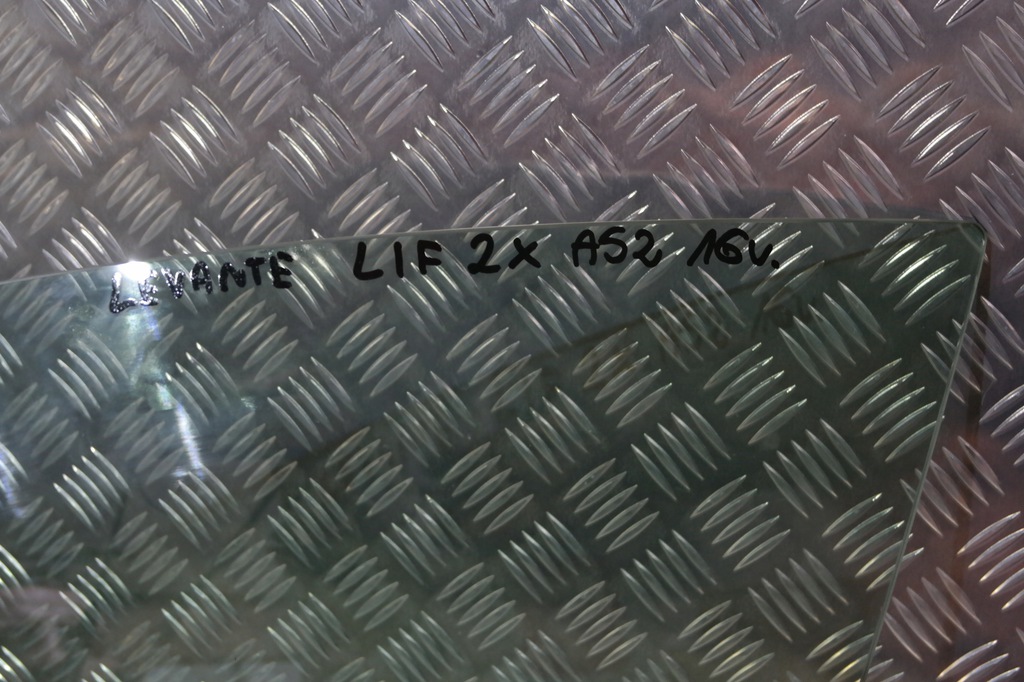 LEVANTE LIF 2X AS2 16v.